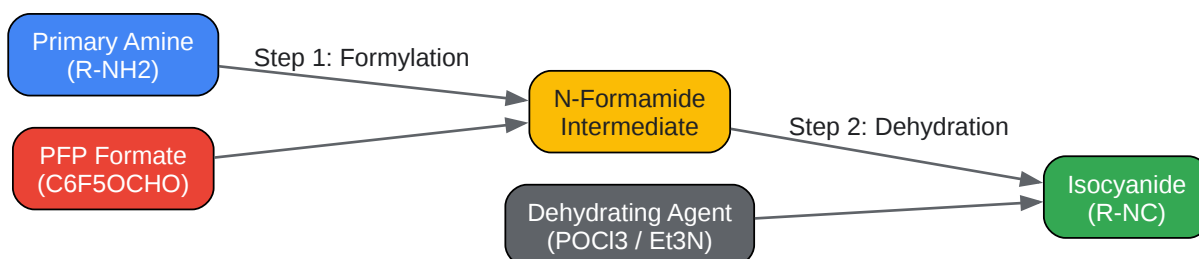 Primary Amine
(R-NH2)
Step 1: Formylation
PFP Formate
(C6F5OCHO)
N-Formamide
Intermediate
Step 2: Dehydration
Dehydrating Agent
(POCl3 / Et3N)
Isocyanide
(R-NC)